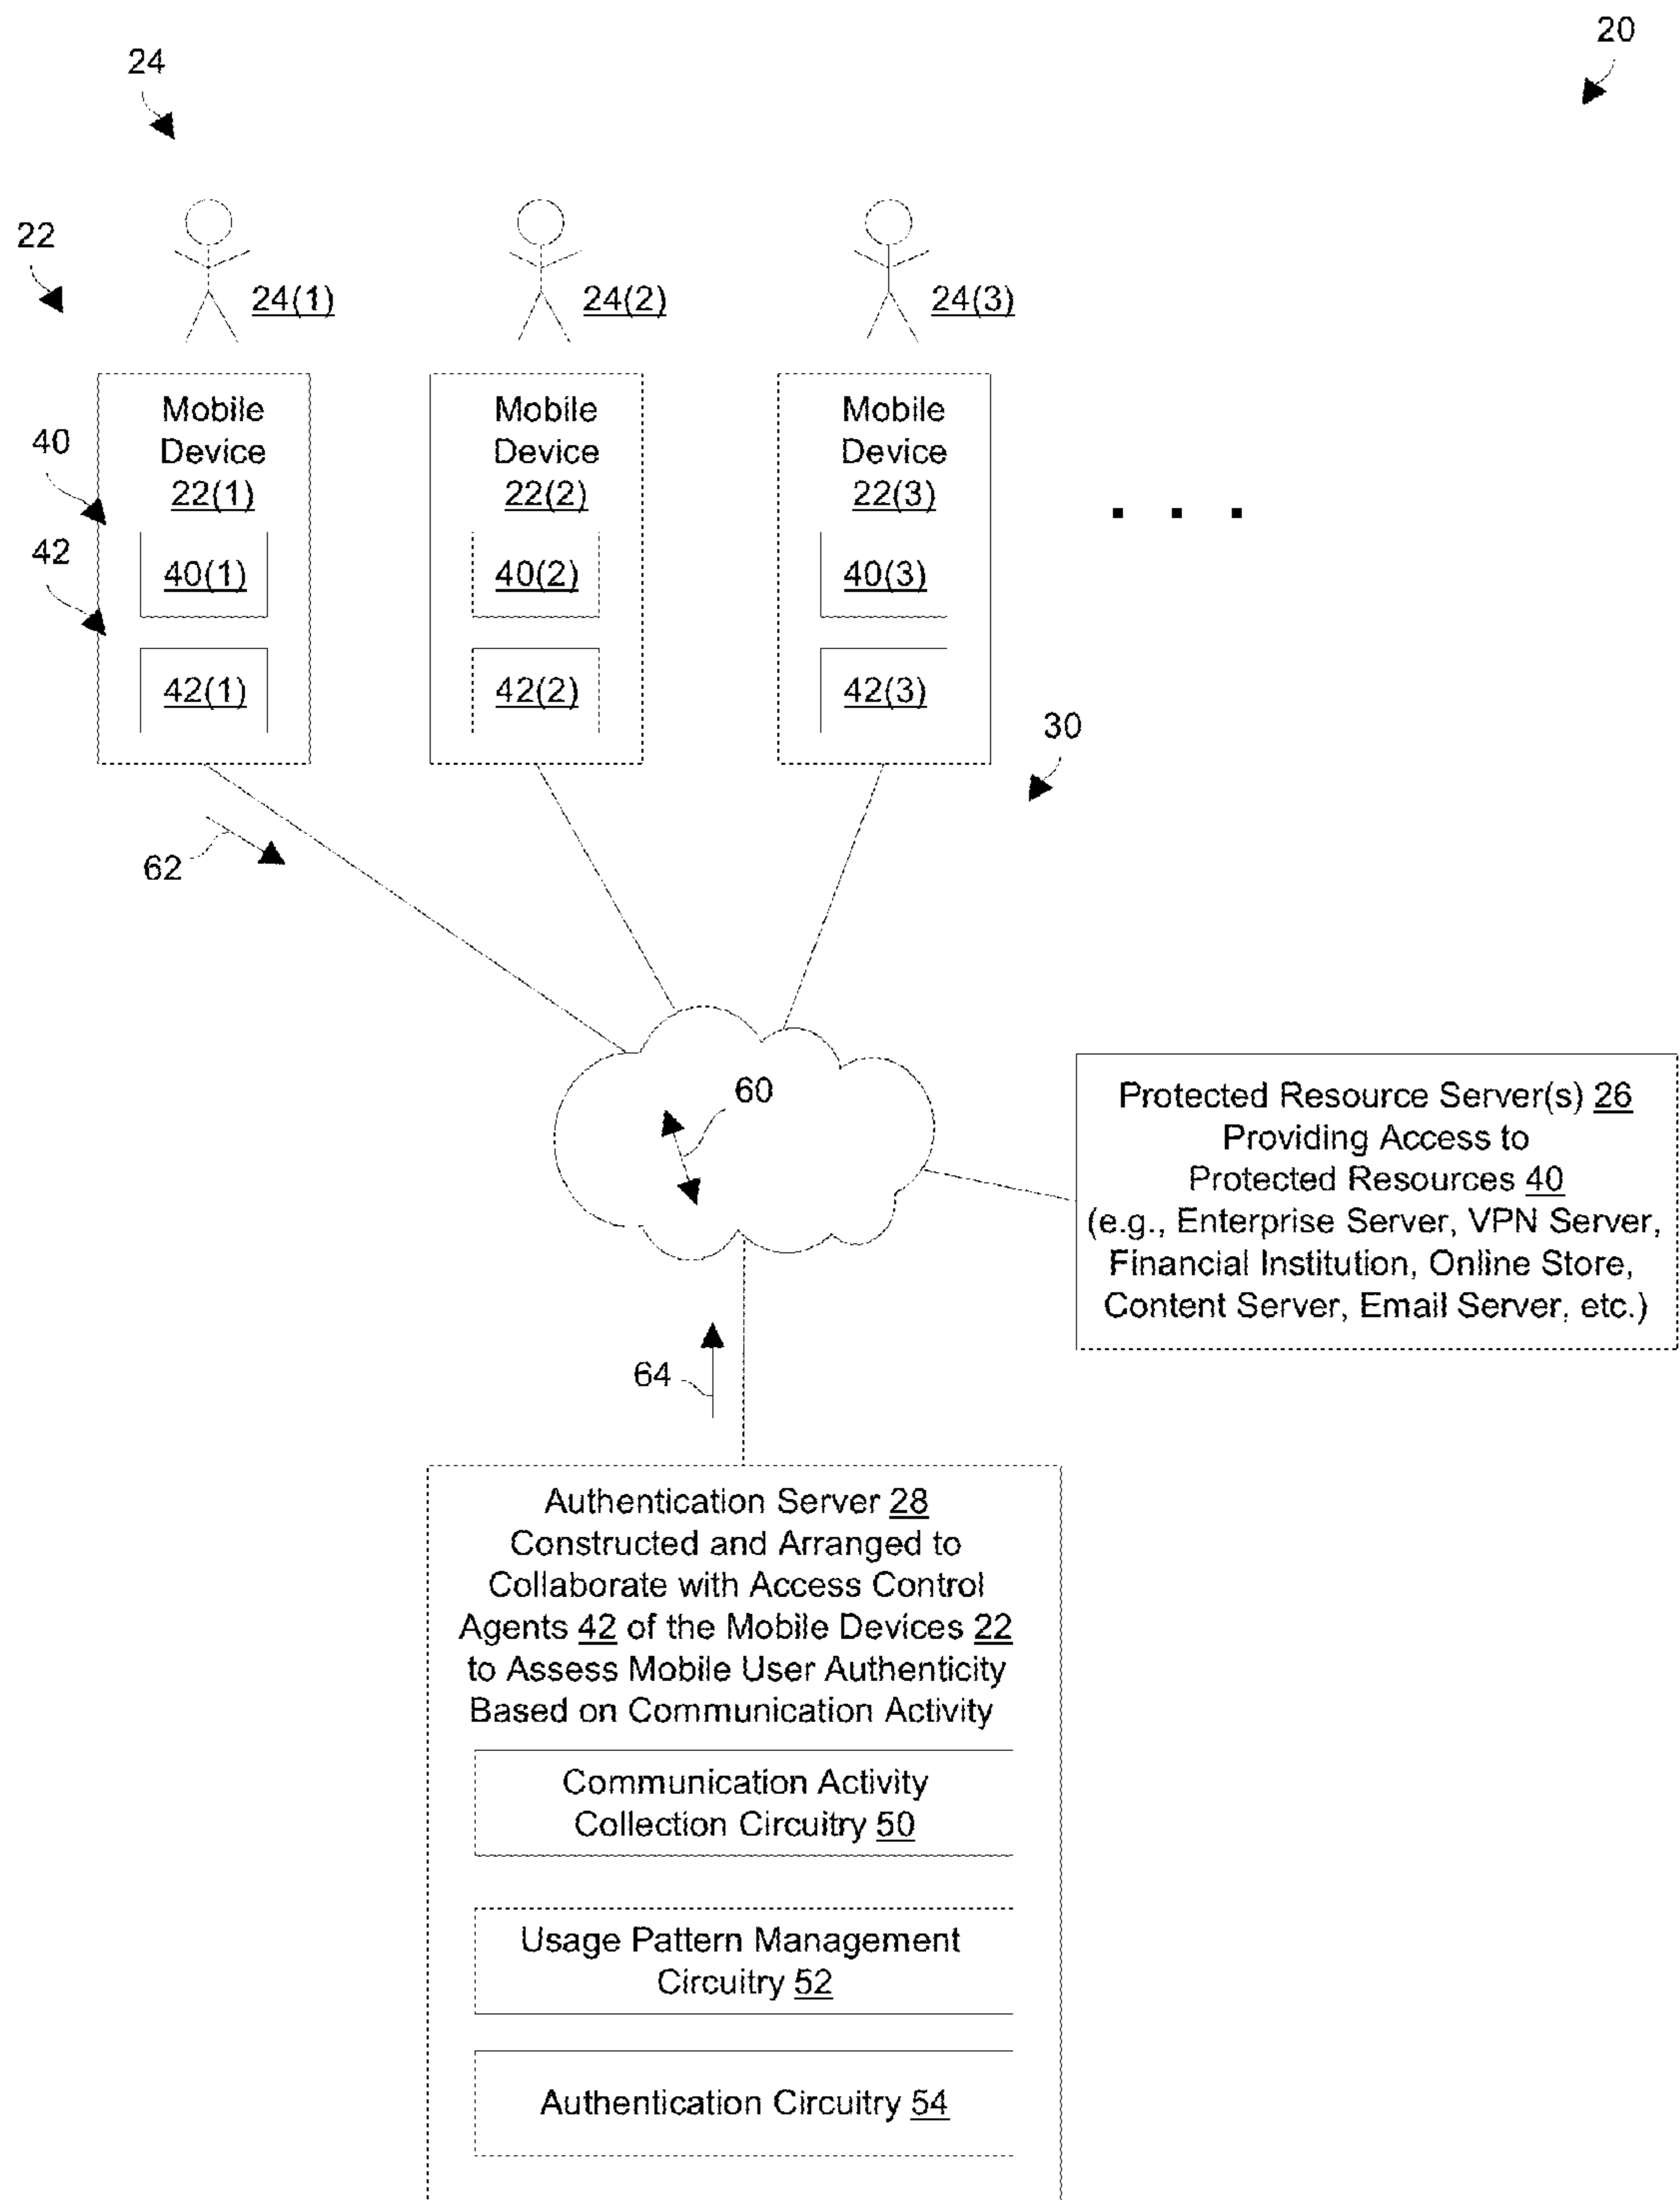 20
24
22
24(1)
24(2)
24(3)
Mobile
Device
22(1)
Mobile
Device
22(2)
Mobile
Device
22(3)
. . .
40
40(1)
40(2)
40(3)
42
42(1)
42(2)
42(3)
30
62
60
Protected Resource Server(s) 26
Providing Access to
Protected Resources 40
(e.g., Enterprise Server, VPN Server,
Financial Institution, Online Store,
Content Server, Email Server, etc.)
64
Authentication Server 28
Constructed and Arranged to
Collaborate with Access Control
Agents 42 of the Mobile Devices 22
to Assess Mobile User Authenticity
Based on Communication Activity
Communication Activity
Collection Circuitry 50
Usage Pattern Management
Circuitry 52
Authentication Circuitry 54